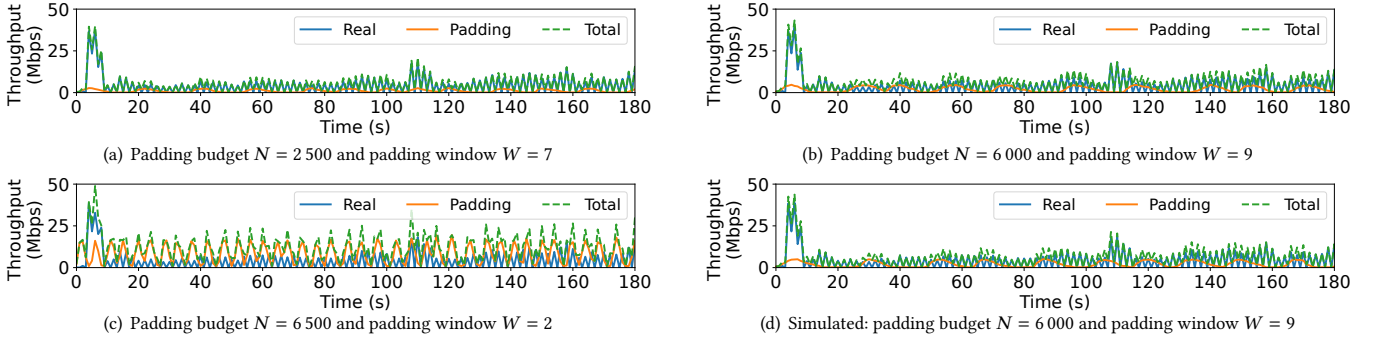 50
25
0
Throughput
(Mbps)
Real Padding Total
0 20 40 60 80 100 120 140 160 180
Time (s)
(a) Padding budget N = 2 500 and padding window W = 7
50
25
0
Throughput
(Mbps)
Real Padding Total
0 20 40 60 80 100 120 140 160 180
Time (s)
(b) Padding budget N = 6 000 and padding window W = 9
50
25
0
Throughput
(Mbps)
Real Padding Total
0 20 40 60 80 100 120 140 160 180
Time (s)
(c) Padding budget N = 6 500 and padding window W = 2
50
25
0
Throughput
(Mbps)
Real Padding Total
0 20 40 60 80 100 120 140 160 180
Time (s)
(d) Simulated: padding budget N = 6 000 and padding window W = 9